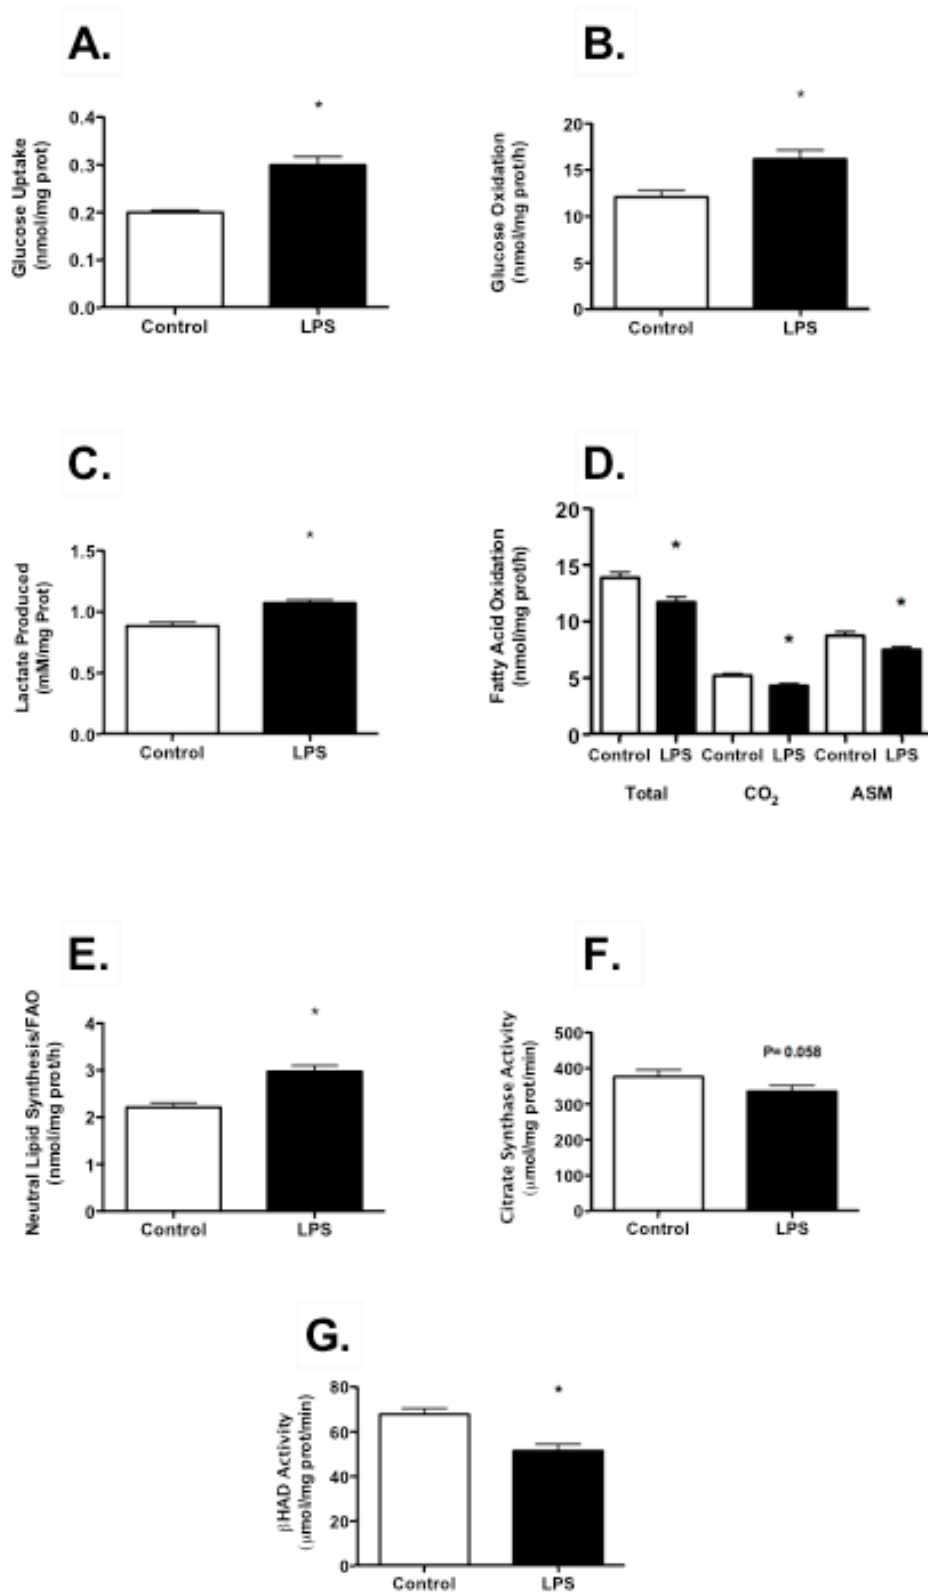 A.
Glucose Uptake
(nmol/mg prot)
0.4
0.3
0.2
0.1
0.0
*
Control LPS
B.
Glucose Oxidation
(nmol/mg prot/h)
20
15
10
5
0
*
Control LPS
C.
Lactate Produced
(mM/mg Prot)
1.5
1.0
0.5
0.0
*
Control LPS
D.
Fatty Acid Oxidation
(nmol/mg prot/h)
20
15
10
5
0
* * *
Control LPS Control LPS Control LPS
Total CO₂ ASM
E.
Neutral Lipid Synthesis/FAO
(nmol/mg prot/h)
4
3
2
1
0
*
Control LPS
F.
Citrate Synthase Activity
(μmol/mg prot/min)
500
400
300
200
100
0
P= 0.058
Control LPS
G.
βHAD Activity
(μmol/mg prot/min)
80
60
40
20
0
*
Control LPS